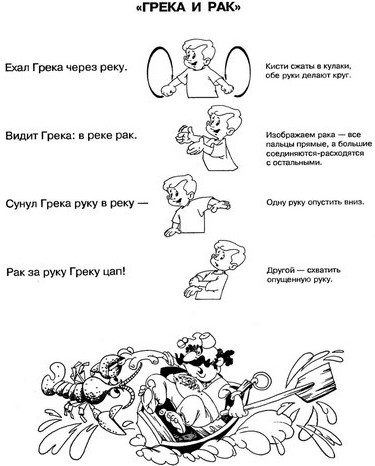 «ГРЕКА И РАК»
Ехал Грека через реку.
Кисти сжаты в кулаки,
обе руки делают круг.
Видит Грека: в реке рак.
Изображаем рака — все
пальцы прямые, а большие
соединяются-расходятся
с остальными.
Сунул Грека руку в реку —
Одну руку опустить вниз.
Рак за руку Греку цап!
Другой — схватить
опущенную руку.